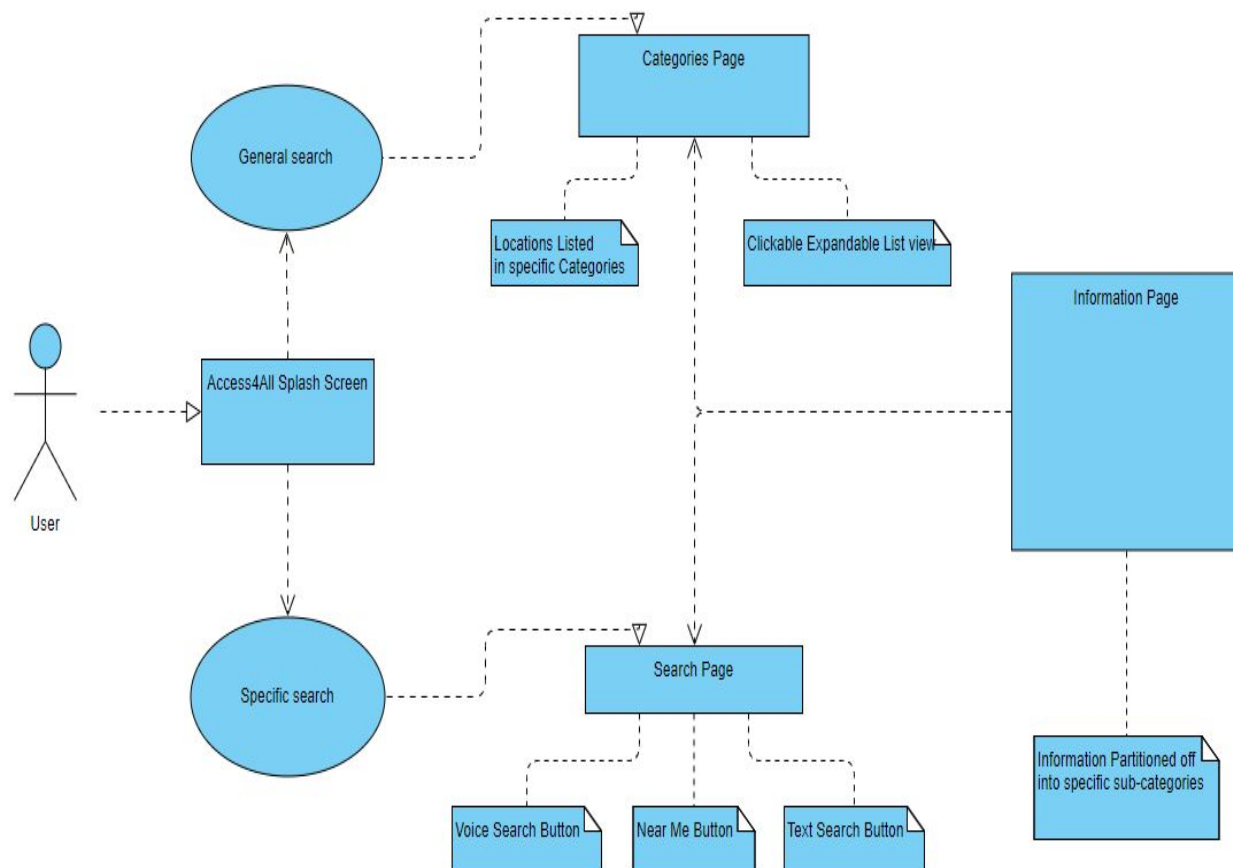 Categories Page
General search
Locations Listed
in specific Categories
Clickable Expandable List view
Information Page
Access4All Splash Screen
User
Specific search
Search Page
Information Partitioned off
into specific sub-categories
Voice Search Button
Near Me Button
Text Search Button